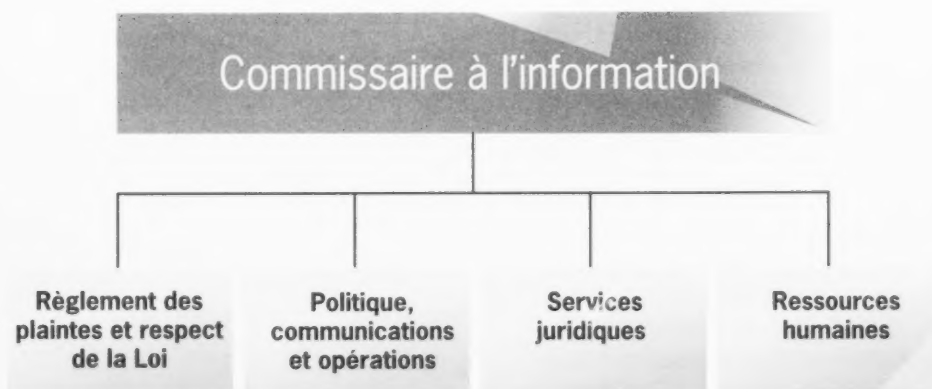 Commissaire à l'information
Règlement des
plaintes et respect
de la Loi
Politique,
communications
et opérations
Services
juridiques
Ressources
humaines